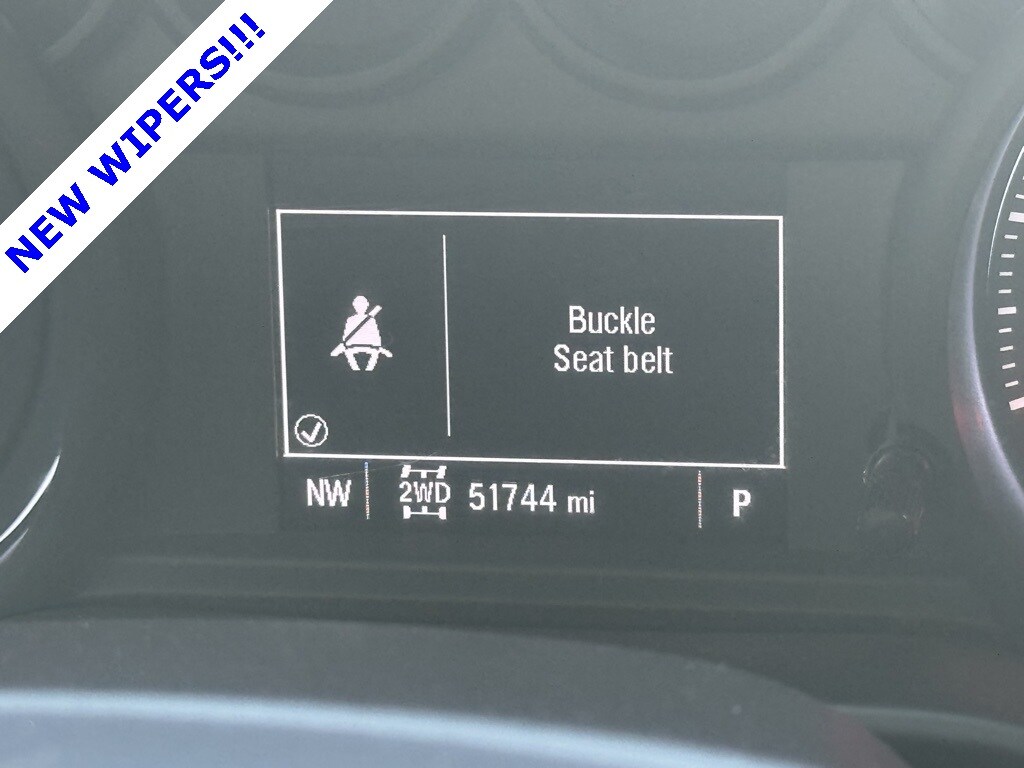 NEW WIPERS!!!
Buckle
Seat belt
NW 2WD 51744 mi P